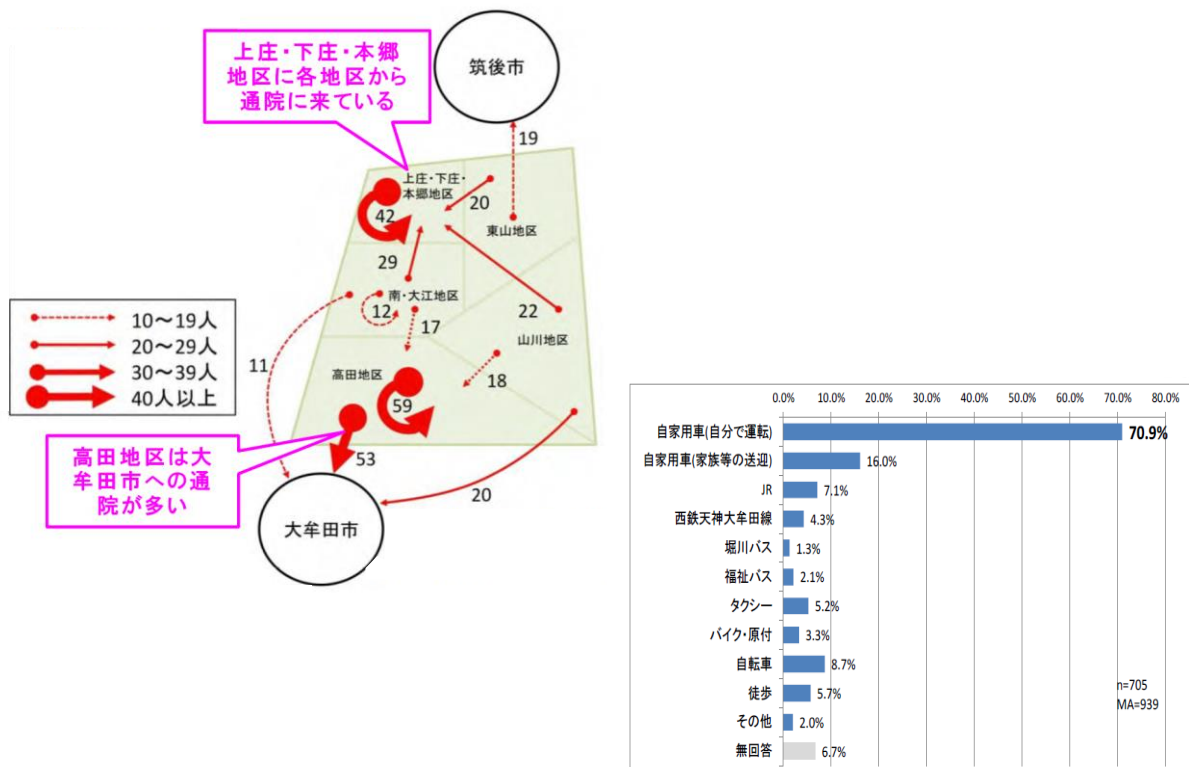 上庄・下庄・本郷
地区に各地区から
通院に来ている
筑後市
19
上庄・下庄・
本郷地区
42
20
東山地区
29
南・大江地区
12
17
22
山川地区
18
11
高田地区
59
53
20
大牟田市
10～19人
20～29人
30～39人
40人以上
高田地区は大
牟田市への通
院が多い
0.0% 10.0% 20.0% 30.0% 40.0% 50.0% 60.0% 70.0% 80.0%
自家用車(自分で運転) 70.9%
自家用車(家族等の送迎) 16.0%
JR 7.1%
西鉄天神大牟田線 4.3%
堀川バス 1.3%
福祉バス 2.1%
タクシー 5.2%
バイク・原付 3.3%
自転車 8.7%
徒歩 5.7%
その他 2.0%
無回答 6.7%
n=705
MA=939